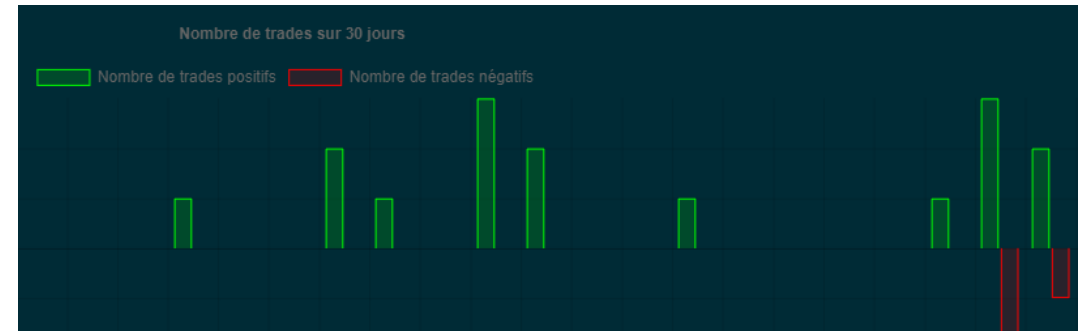 Nombre de trades sur 30 jours
Nombre de trades positifs Nombre de trades négatifs